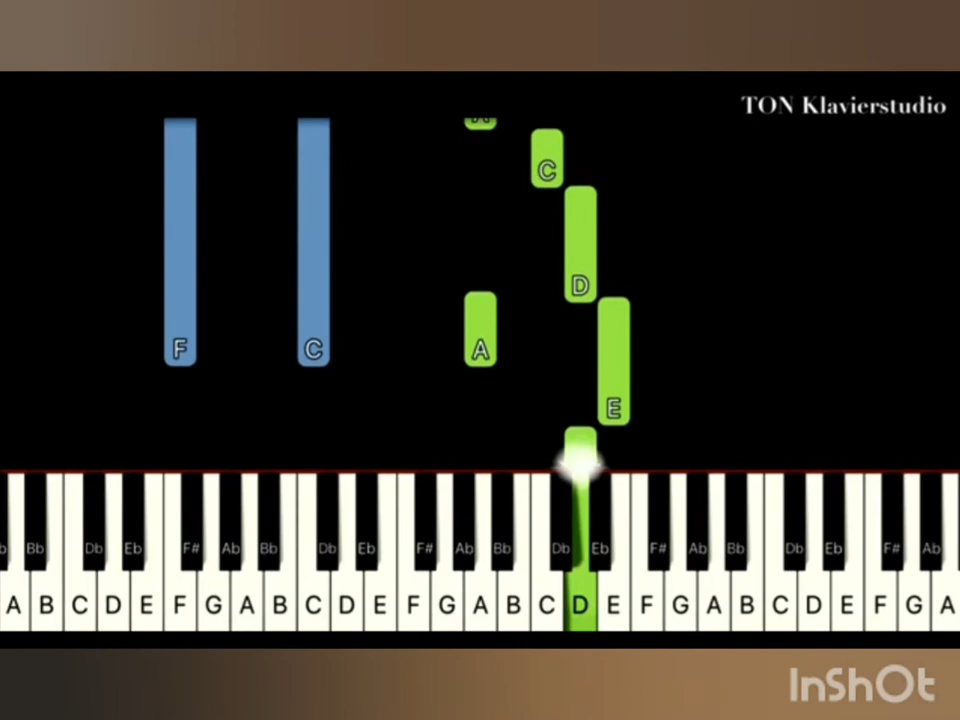 TON Klavierstudio
A
C
D
F
C
A
E
Bb
Db
Eb
F#
Ab
Bb
Db
Eb
F#
Ab
Bb
Db
Eb
F#
Ab
Bb
Db
Eb
F#
Ab
A B C D E F G A B C D E F G A B C D E F G A B C D E F G A
InShOt